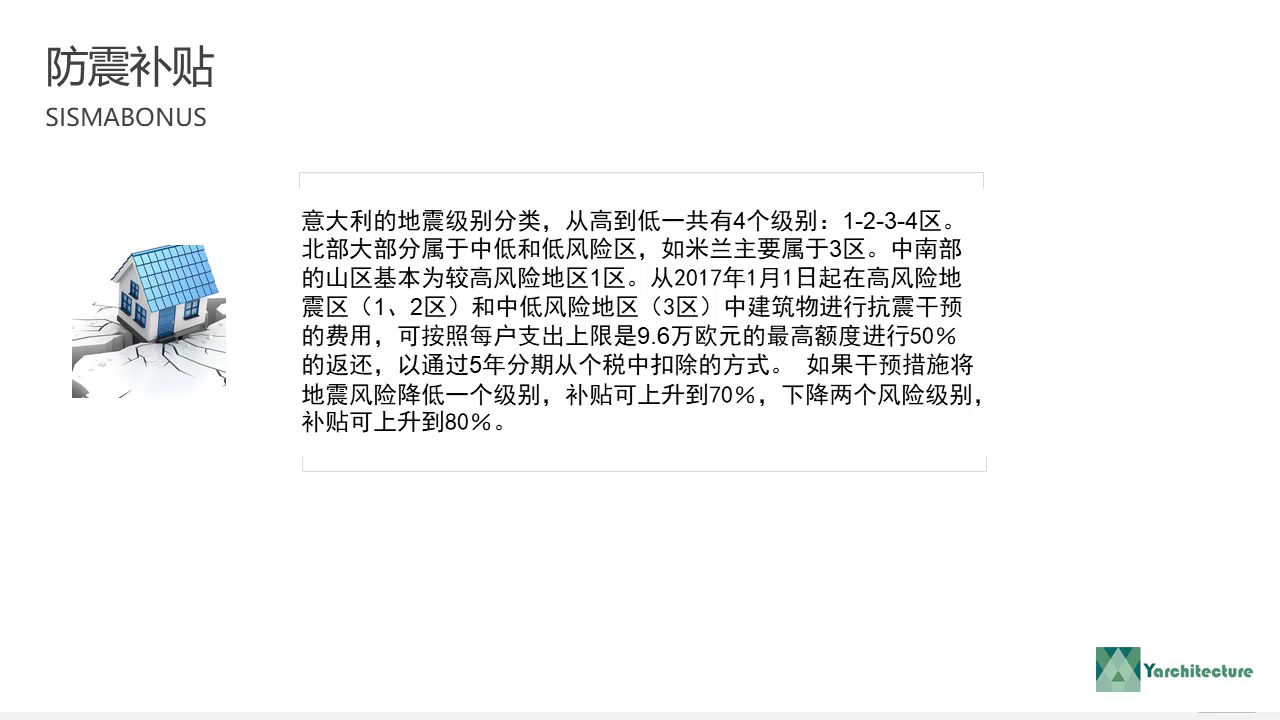 防震补贴
SISMABONUS
意大利的地震级别分类，从高到低一共有4个级别：1-2-3-4区。
北部大部分属于中低和低风险区，如米兰主要属于3区。中南部
的山区基本为较高风险地区1区。从2017年1月1日起在高风险地
震区（1、2区）和中低风险地区（3区）中建筑物进行抗震干预
的费用，可按照每户支出上限是9.6万欧元的最高额度进行50%
的返还，以通过5年分期从个税中扣除的方式。 如果干预措施将
地震风险降低一个级别，补贴可上升到70%，下降两个风险级别，
补贴可上升到80%。
Yarchitecture